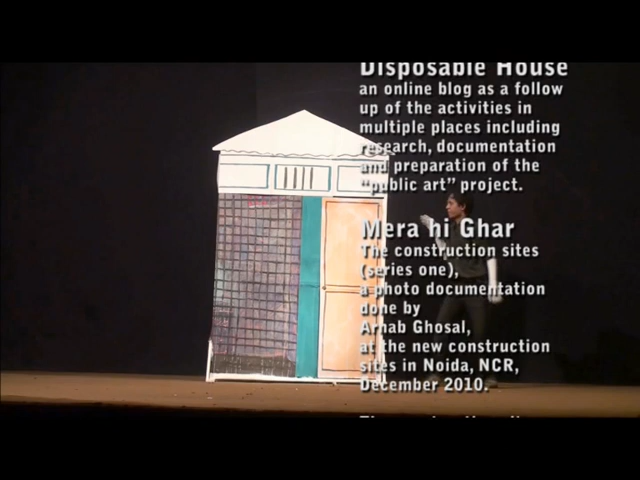 Disposable House
an online blog as a follow
up of the activities in
multiple places including
research, documentation
and preparation of the
“public art” project.
Mera hi Ghar
The construction sites
(series one),
a photo documentation
done by
Arnab Ghosal,
at the new construction
sites in Noida, NCR,
December 2010.